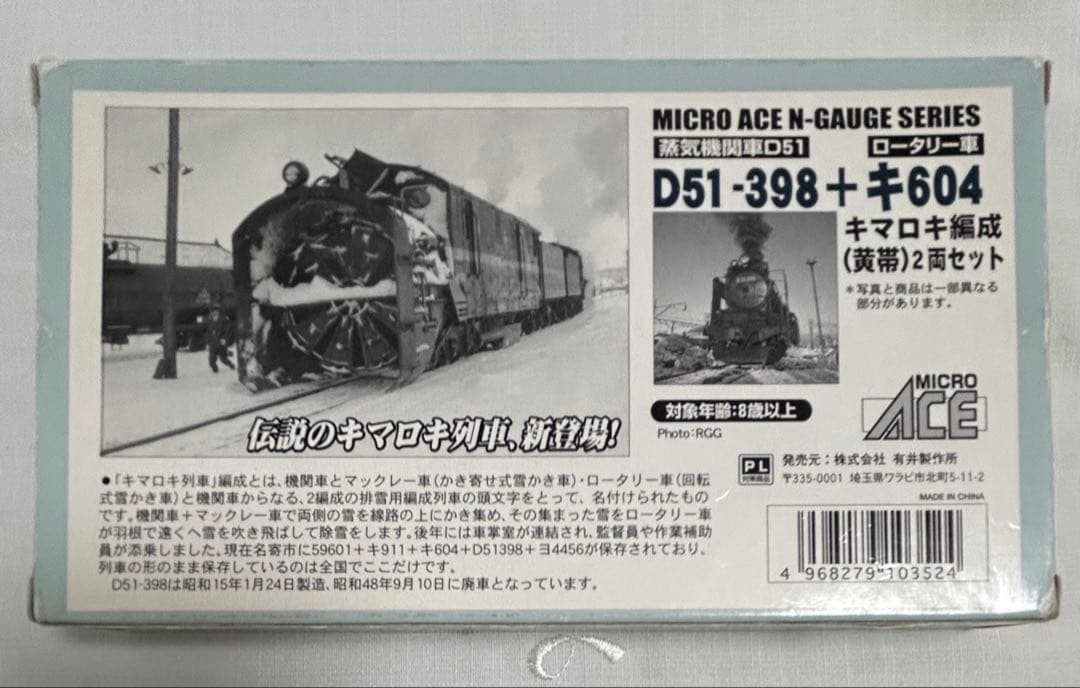 MICRO ACE N-GAUGE SERIES
蒸気機関車D51
ロータリー車
D51-398+キ604
キマロキ編成
(黄帯)2両セット
*写真と商品は一部異なる
部分があります。
伝説のキマロキ列車、新登場!
対象年齢:8歳以上
Photo:RGG
MICRO
ACE
PL
対策商品
発売元:株式会社 有井製作所
〒335-0001 埼玉県ワラビ市北町5-11-2
MADE IN CHINA
●「キマロキ列車」編成とは、機関車とマックレー車(かき寄せ式雪かき車)・ロータリー車(回転
式雪かき車)と機関車からなる、2編成の排雪用編成列車の頭文字をとって、名付けられたもの
です。機関車+マックレー車で両側の雪を線路の上にかき集め、その集まった雪をロータリー車
が羽根で遠くへ雪を吹き飛ばして除雪をします。後年には車掌室が連結され、監督員や作業補助
員が添乗しました。現在名寄市に59601+キ911+キ604+D51398+ヨ4456が保存されており、
列車の形のまま保存しているのは全国でここだけです。
D51-398は昭和15年1月24日製造、昭和48年9月10日に廃車となっています。
4 968279 103524